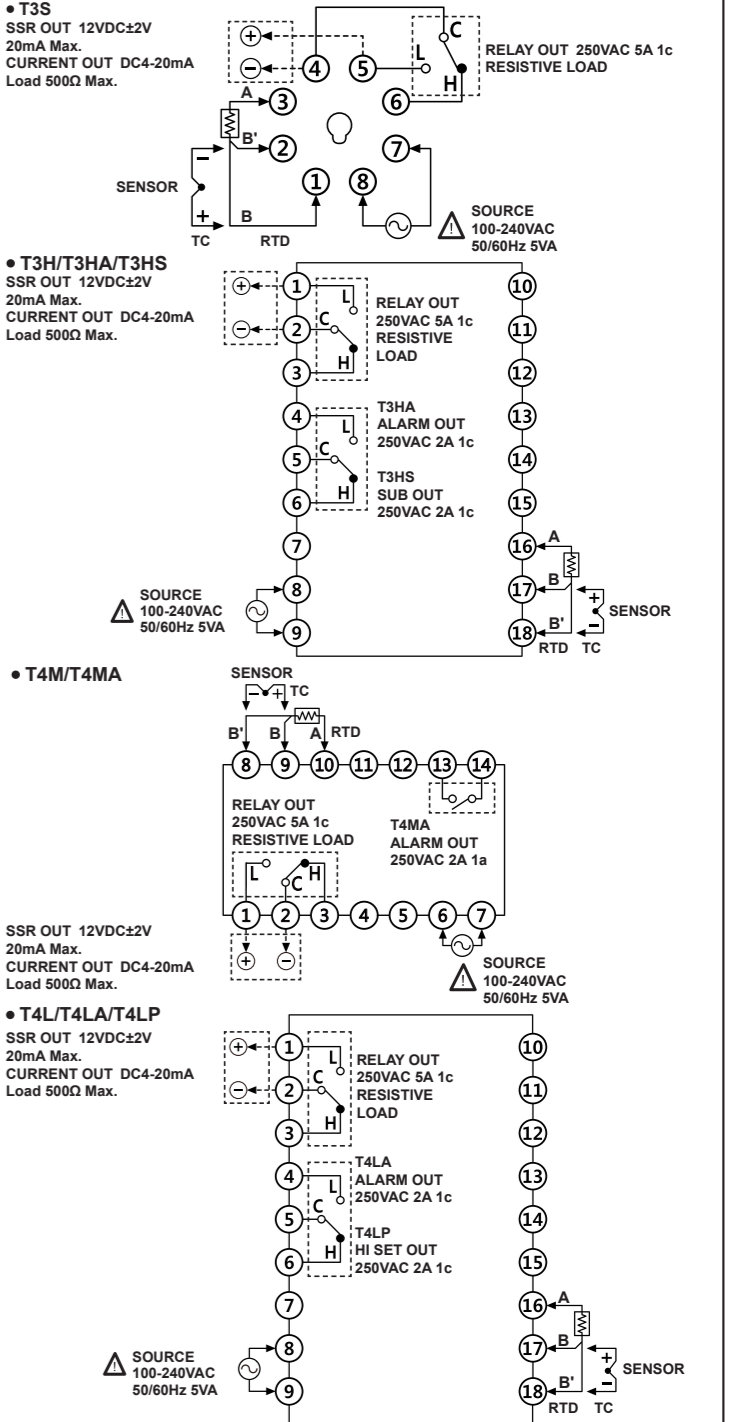 • T3S
SSR OUT 12VDC±2V
20mA Max.
CURRENT OUT DC4-20mA
Load 500Ω Max.
⊕
⊖
4
5
C
L
H
RELAY OUT 250VAC 5A 1c
RESISTIVE LOAD
A
3
6
B'
2
7
1
8
−
SENSOR
+
B
TC
RTD
SOURCE
100-240VAC
50/60Hz 5VA
• T3H/T3HA/T3HS
SSR OUT 12VDC±2V
20mA Max.
CURRENT OUT DC4-20mA
Load 500Ω Max.
⊕
⊖
1
2
3
4
5
6
7
8
9
L
C
H
RELAY OUT
250VAC 5A 1c
RESISTIVE
LOAD
L
C
H
T3HA
ALARM OUT
250VAC 2A 1c
T3HS
SUB OUT
250VAC 2A 1c
SOURCE
100-240VAC
50/60Hz 5VA
10
11
12
13
14
15
16
17
18
A
B
B'
+
−
SENSOR
RTD TC
• T4M/T4MA
SENSOR
− + TC
B' B A RTD
8 9 10 11 12 13 14
RELAY OUT
250VAC 5A 1c
RESISTIVE LOAD
L
C
H
T4MA
ALARM OUT
250VAC 2A 1a
1 2 3 4 5 6 7
SSR OUT 12VDC±2V
20mA Max.
CURRENT OUT DC4-20mA
Load 500Ω Max.
⊕ ⊖
SOURCE
100-240VAC
50/60Hz 5VA
• T4L/T4LA/T4LP
SSR OUT 12VDC±2V
20mA Max.
CURRENT OUT DC4-20mA
Load 500Ω Max.
⊕
⊖
1
2
3
4
5
6
7
8
9
L
C
H
RELAY OUT
250VAC 5A 1c
RESISTIVE
LOAD
L
C
H
T4LA
ALARM OUT
250VAC 2A 1c
T4LP
HI SET OUT
250VAC 2A 1c
SOURCE
100-240VAC
50/60Hz 5VA
10
11
12
13
14
15
16
17
18
A
B
B'
+
−
SENSOR
RTD TC